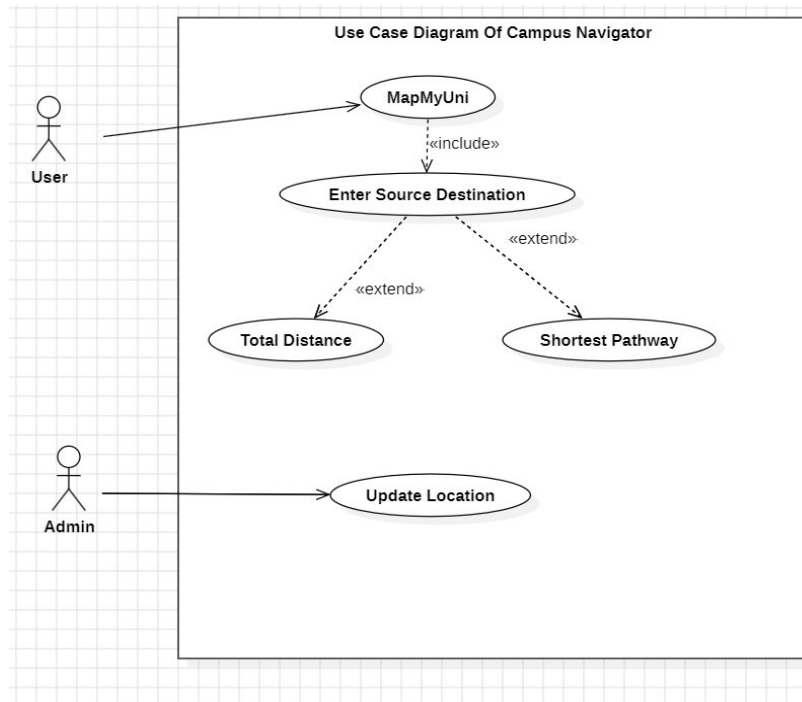 Use Case Diagram Of Campus Navigator
MapMyUni
«include»
User
Enter Source Destination
«extend»
«extend»
Total Distance
Shortest Pathway
Update Location
Admin